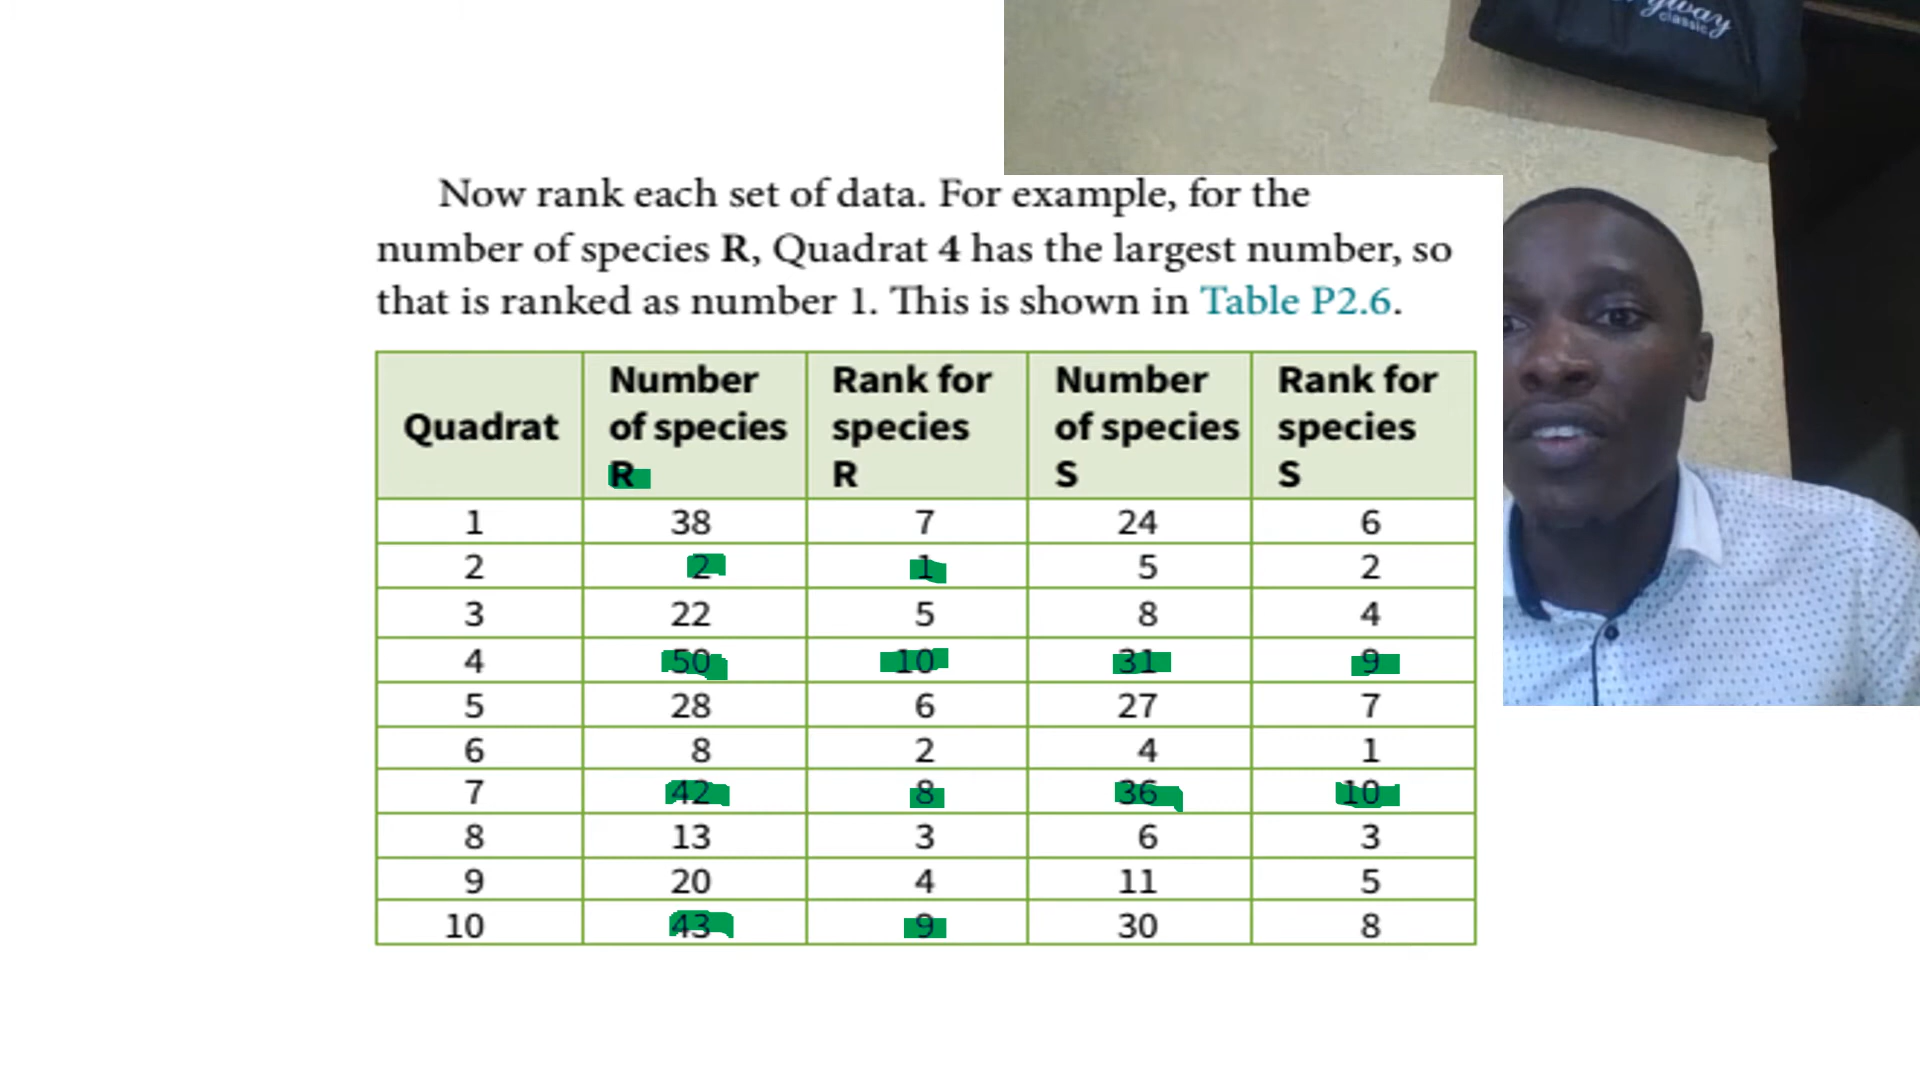 classic
Now rank each set of data. For example, for the
number of species R, Quadrat 4 has the largest number, so
that is ranked as number 1. This is shown in Table P2.6.
Quadrat Number of species R Rank for species R Number of species S Rank for species S
1 38 7 24 6
2 2 1 5 2
3 22 5 8 4
4 50 10 31 9
5 28 6 27 7
6 8 2 4 1
7 42 8 36 10
8 13 3 6 3
9 20 4 11 5
10 43 9 30 8